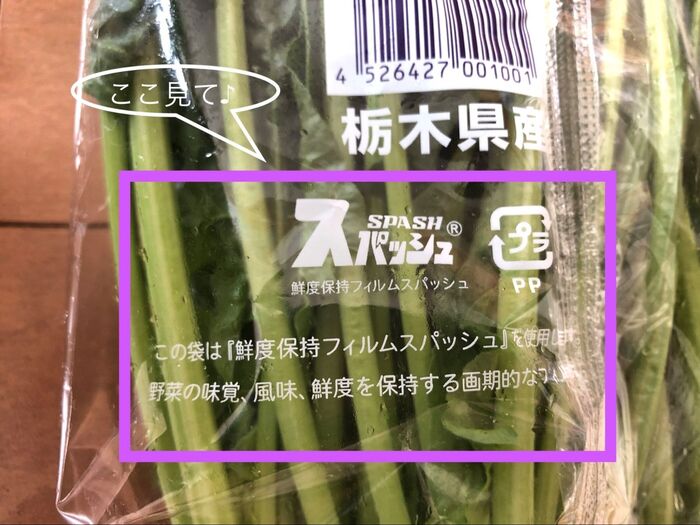 ここ見て♪
4 526427 001001
栃木県産
SPASH®
スパッシュ
プラ
PP
鮮度保持フィルムスパッシュ
この袋は『鮮度保持フィルムスパッシュ』を使用し
野菜の味覚、風味、鮮度を保持する画期的な